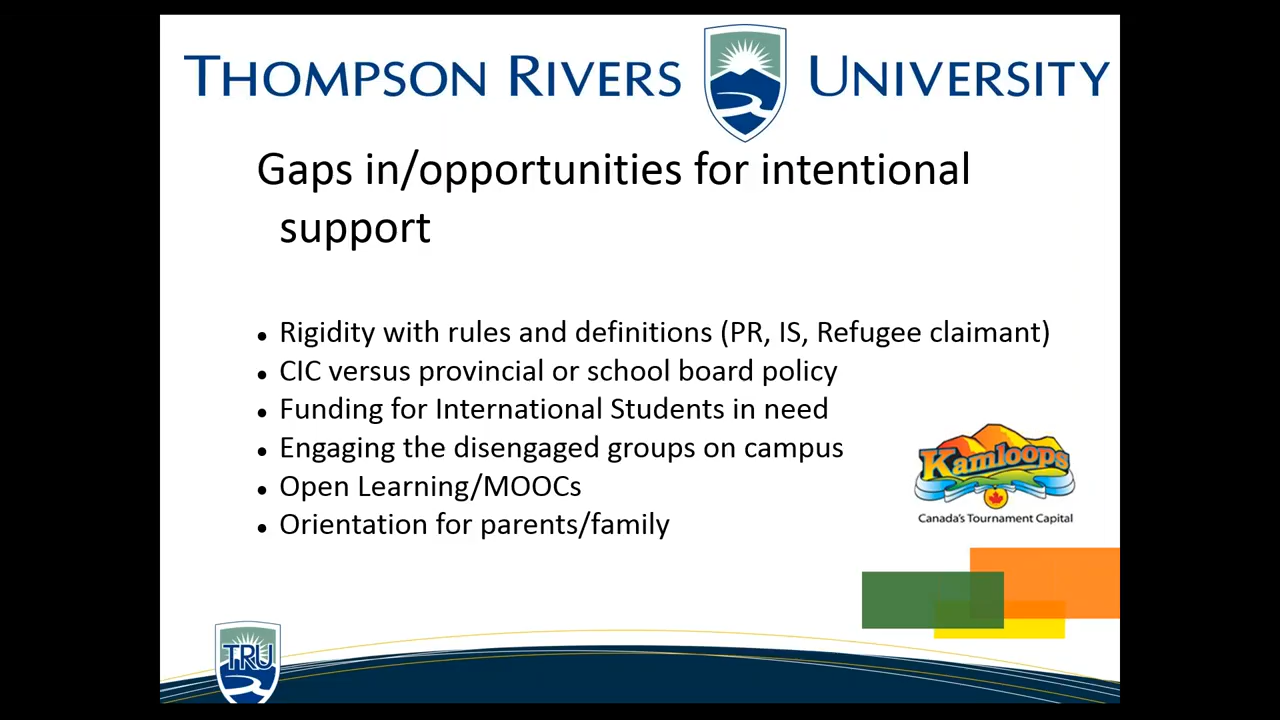 THOMPSON RIVERS UNIVERSITY
Gaps in/opportunities for intentional
support
• Rigidity with rules and definitions (PR, IS, Refugee claimant)
• CIC versus provincial or school board policy
• Funding for International Students in need
• Engaging the disengaged groups on campus
• Open Learning/MOOCs
• Orientation for parents/family
Kamloops
Canada's Tournament Capital
TRU